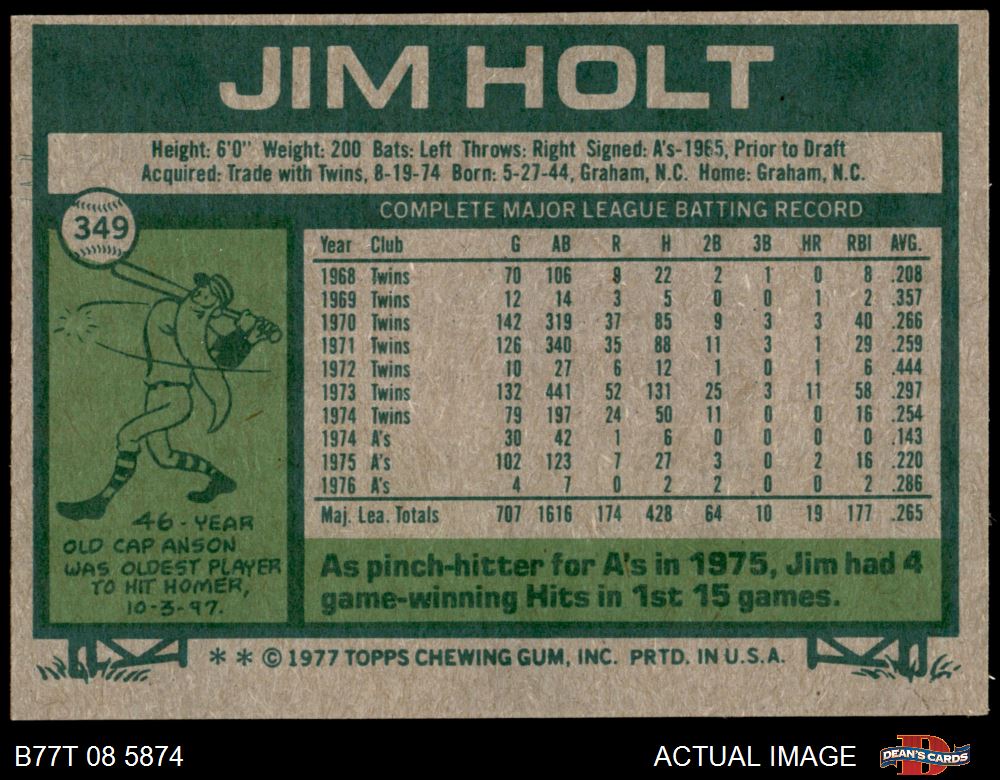 JIM HOLT
Height: 6'0" Weight: 200 Bats: Left Throws: Right Signed: A's-1965, Prior to Draft
Acquired: Trade with Twins, 8-19-74 Born: 5-27-44, Graham, N.C. Home: Graham, N.C.
349
COMPLETE MAJOR LEAGUE BATTING RECORD
Year Club G AB R H 2B 3B HR RBI AVG.
1968 Twins 70 106 9 22 2 1 0 8 .208
1969 Twins 12 14 3 5 0 0 1 2 .357
1970 Twins 142 319 37 85 9 3 3 40 .266
1971 Twins 126 340 35 88 11 3 1 29 .259
1972 Twins 10 27 6 12 1 0 1 6 .444
1973 Twins 132 441 52 131 25 3 11 58 .297
1974 Twins 79 197 24 50 11 0 0 16 .254
1974 A's 30 42 1 6 0 0 0 0 .143
1975 A's 102 123 7 27 3 0 2 16 .220
1976 A's 4 7 0 2 2 0 0 2 .286
Maj. Lea. Totals 707 1616 174 428 64 10 19 177 .265
46-YEAR
OLD CAP ANSON
WAS OLDEST PLAYER
TO HIT HOMER,
10-3-97.
As pinch-hitter for A's in 1975, Jim had 4
game-winning Hits in 1st 15 games.
* * © 1977 TOPPS CHEWING GUM, INC. PRTD. IN U.S.A.
B77T 08 5874
ACTUAL IMAGE
D
DEAN'S CARDS